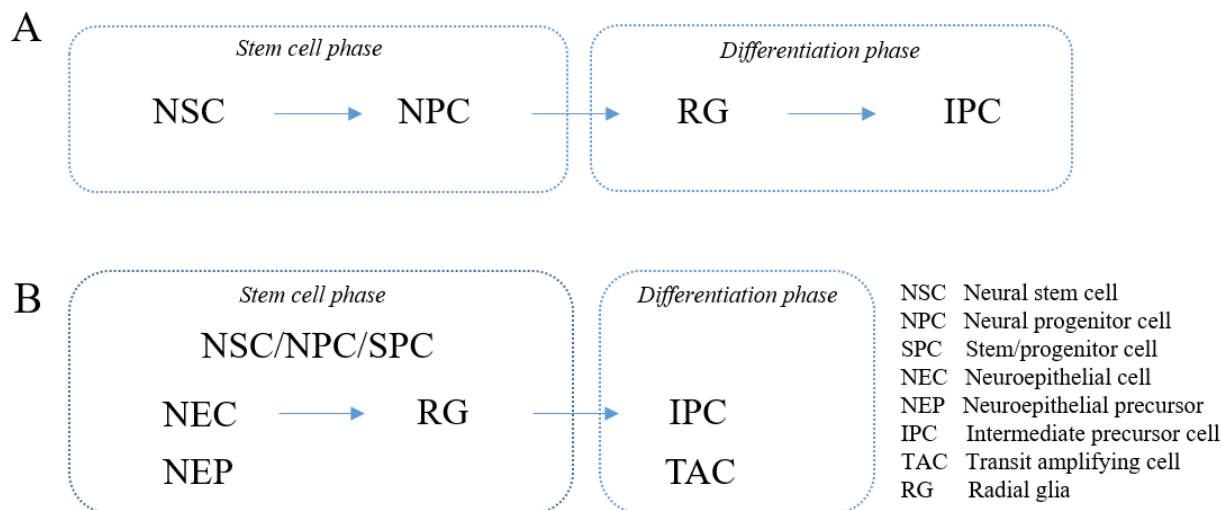 A
Stem cell phase
Differentiation phase
NSC NPC RG IPC
B
Stem cell phase
Differentiation phase
NSC/NPC/SPC
NEC RG IPC
NEP TAC
NSC Neural stem cell
NPC Neural progenitor cell
SPC Stem/progenitor cell
NEC Neuroepithelial cell
NEP Neuroepithelial precursor
IPC Intermediate precursor cell
TAC Transit amplifying cell
RG Radial glia